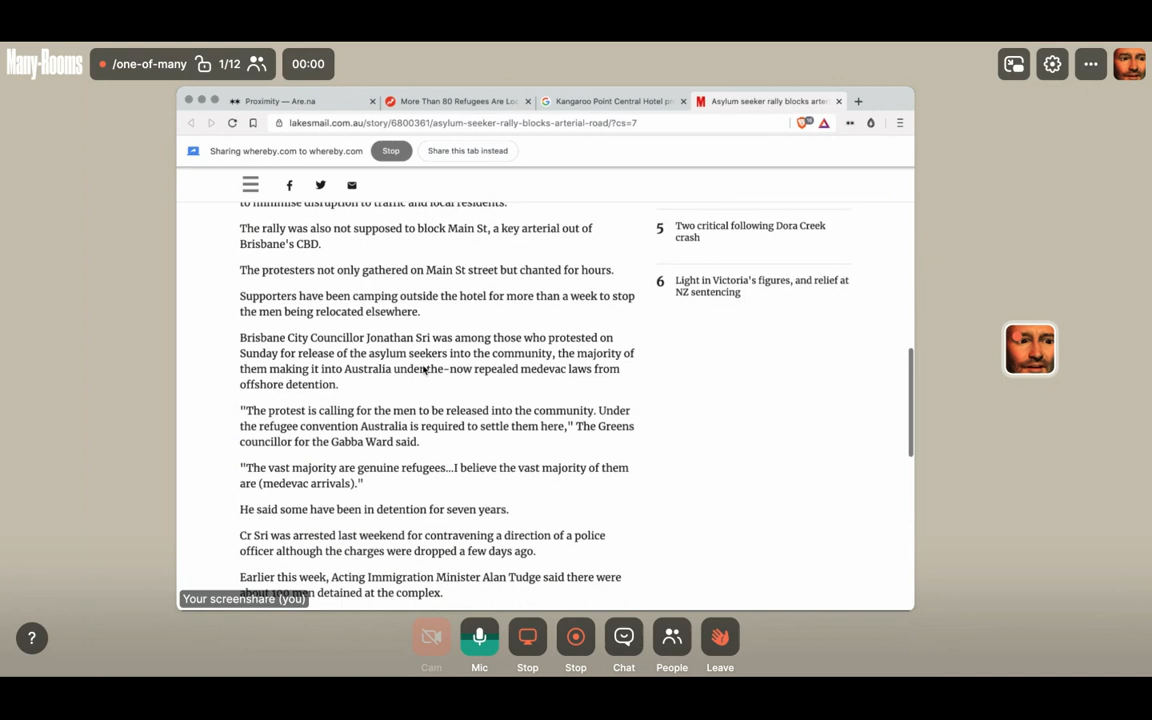 Many-Rooms
/one-of-many
1/12
00:00
Proximity — Are.na
More Than 80 Refugees Are Loc
Kangaroo Point Central Hotel pr
Asylum seeker rally blocks arter
lakesmail.com.au/story/6800361/asylum-seeker-rally-blocks-arterial-road/?cs=7
Sharing whereby.com to whereby.com
Stop
Share this tab instead
to minimise disruption to traffic and local residents.
The rally was also not supposed to block Main St, a key arterial out of
Brisbane's CBD.
The protesters not only gathered on Main St street but chanted for hours.
Supporters have been camping outside the hotel for more than a week to stop
the men being relocated elsewhere.
Brisbane City Councillor Jonathan Sri was among those who protested on
Sunday for release of the asylum seekers into the community, the majority of
them making it into Australia under the-now repealed medevac laws from
offshore detention.
"The protest is calling for the men to be released into the community. Under
the refugee convention Australia is required to settle them here," The Greens
councillor for the Gabba Ward said.
"The vast majority are genuine refugees...I believe the vast majority of them
are (medevac arrivals)."
He said some have been in detention for seven years.
Cr Sri was arrested last weekend for contravening a direction of a police
officer although the charges were dropped a few days ago.
Earlier this week, Acting Immigration Minister Alan Tudge said there were
about 100 men detained at the complex.
5 Two critical following Dora Creek
crash
6 Light in Victoria's figures, and relief at
NZ sentencing
Your screenshare (you)
?
Cam
Mic
Stop
Stop
Chat
People
Leave